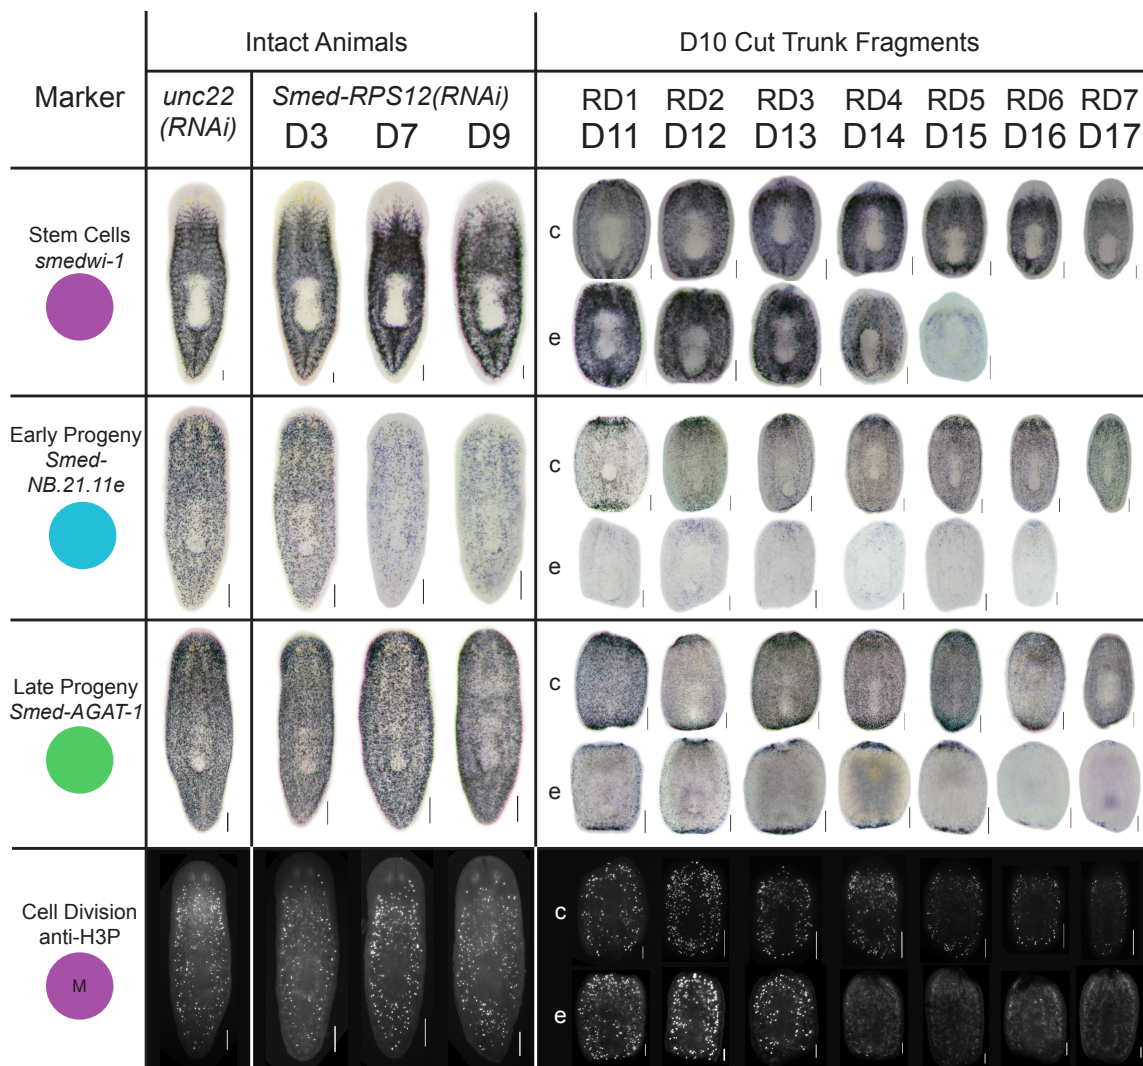 Intact Animals
D10 Cut Trunk Fragments
Marker
unc22
(RNAi)
Smed-RPS12(RNAi)
D3 D7 D9
RD1 RD2 RD3 RD4 RD5 RD6 RD7
D11 D12 D13 D14 D15 D16 D17
Stem Cells
smedwi-1
c
e
Early Progeny
Smed-
NB.21.11e
c
e
Late Progeny
Smed-AGAT-1
c
e
Cell Division
anti-H3P
M
c
e